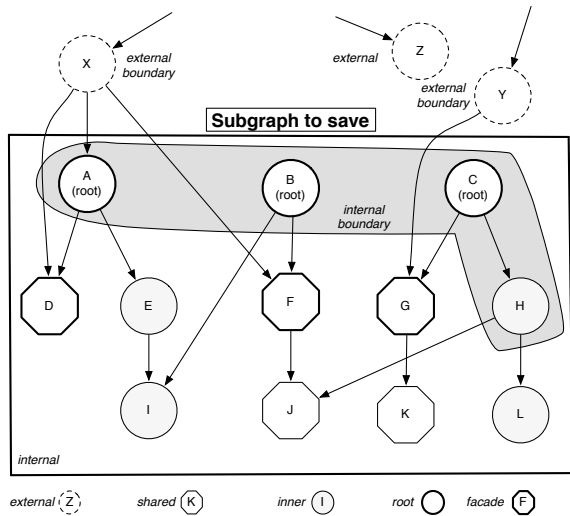 X
external
boundary
external
Z
external
boundary
Y
Subgraph to save
A
(root)
B
(root)
C
(root)
internal
boundary
D
E
F
G
H
I
J
K
L
internal
external Z
shared K
inner I
root
facade F